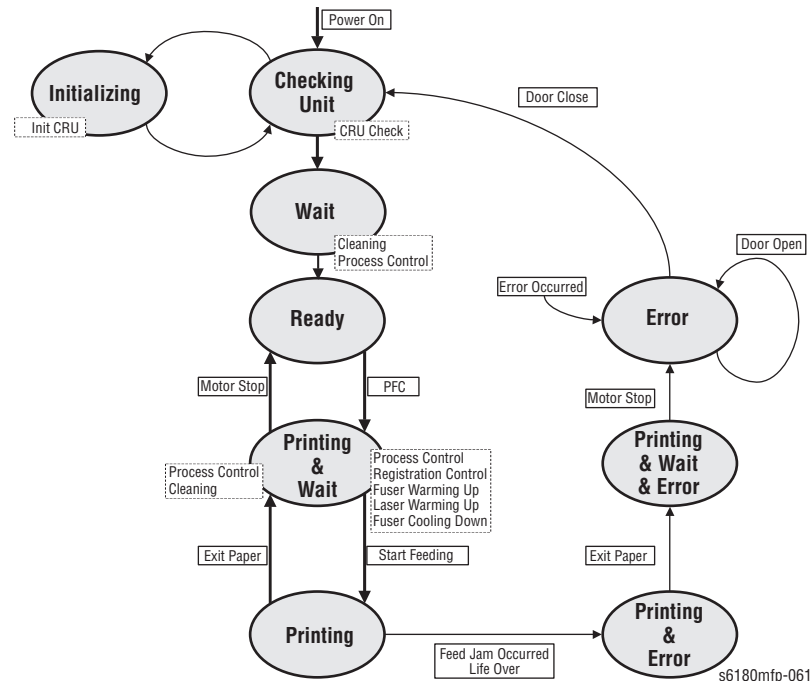 Power On
Initializing
Init CRU
Checking
Unit
CRU Check
Door Close
Wait
Cleaning
Process Control
Door Open
Error Occurred
Ready
Error
Motor Stop
PFC
Motor Stop
Printing
&
Wait
Process Control
Cleaning
Process Control
Registration Control
Fuser Warming Up
Laser Warming Up
Fuser Cooling Down
Printing
& Wait
& Error
Exit Paper
Start Feeding
Exit Paper
Printing
Feed Jam Occurred
Life Over
Printing
&
Error
s6180mfp-061